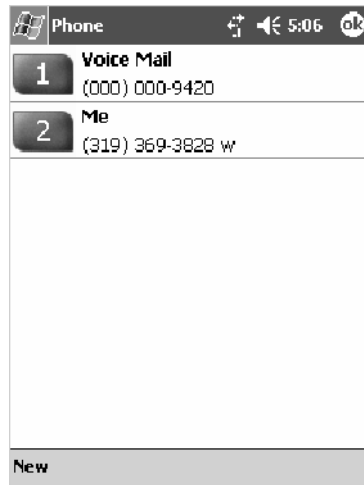 Phone 5:06 ok
1 Voice Mail
(000) 000-9420
2 Me
(319) 369-3828 w
New